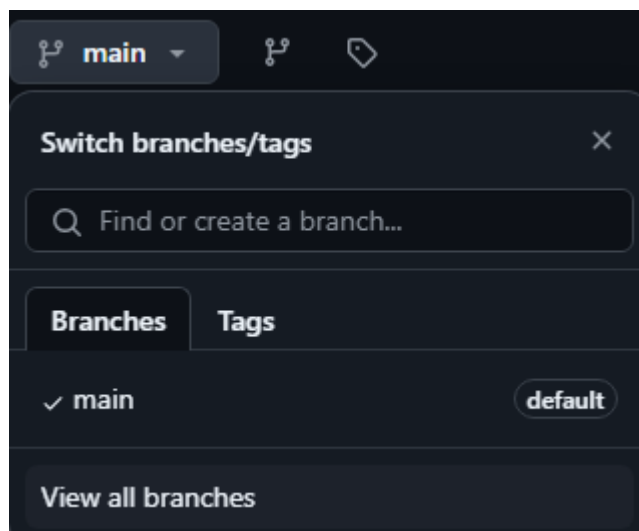 main
Switch branches/tags
Find or create a branch...
Branches Tags
main default
View all branches